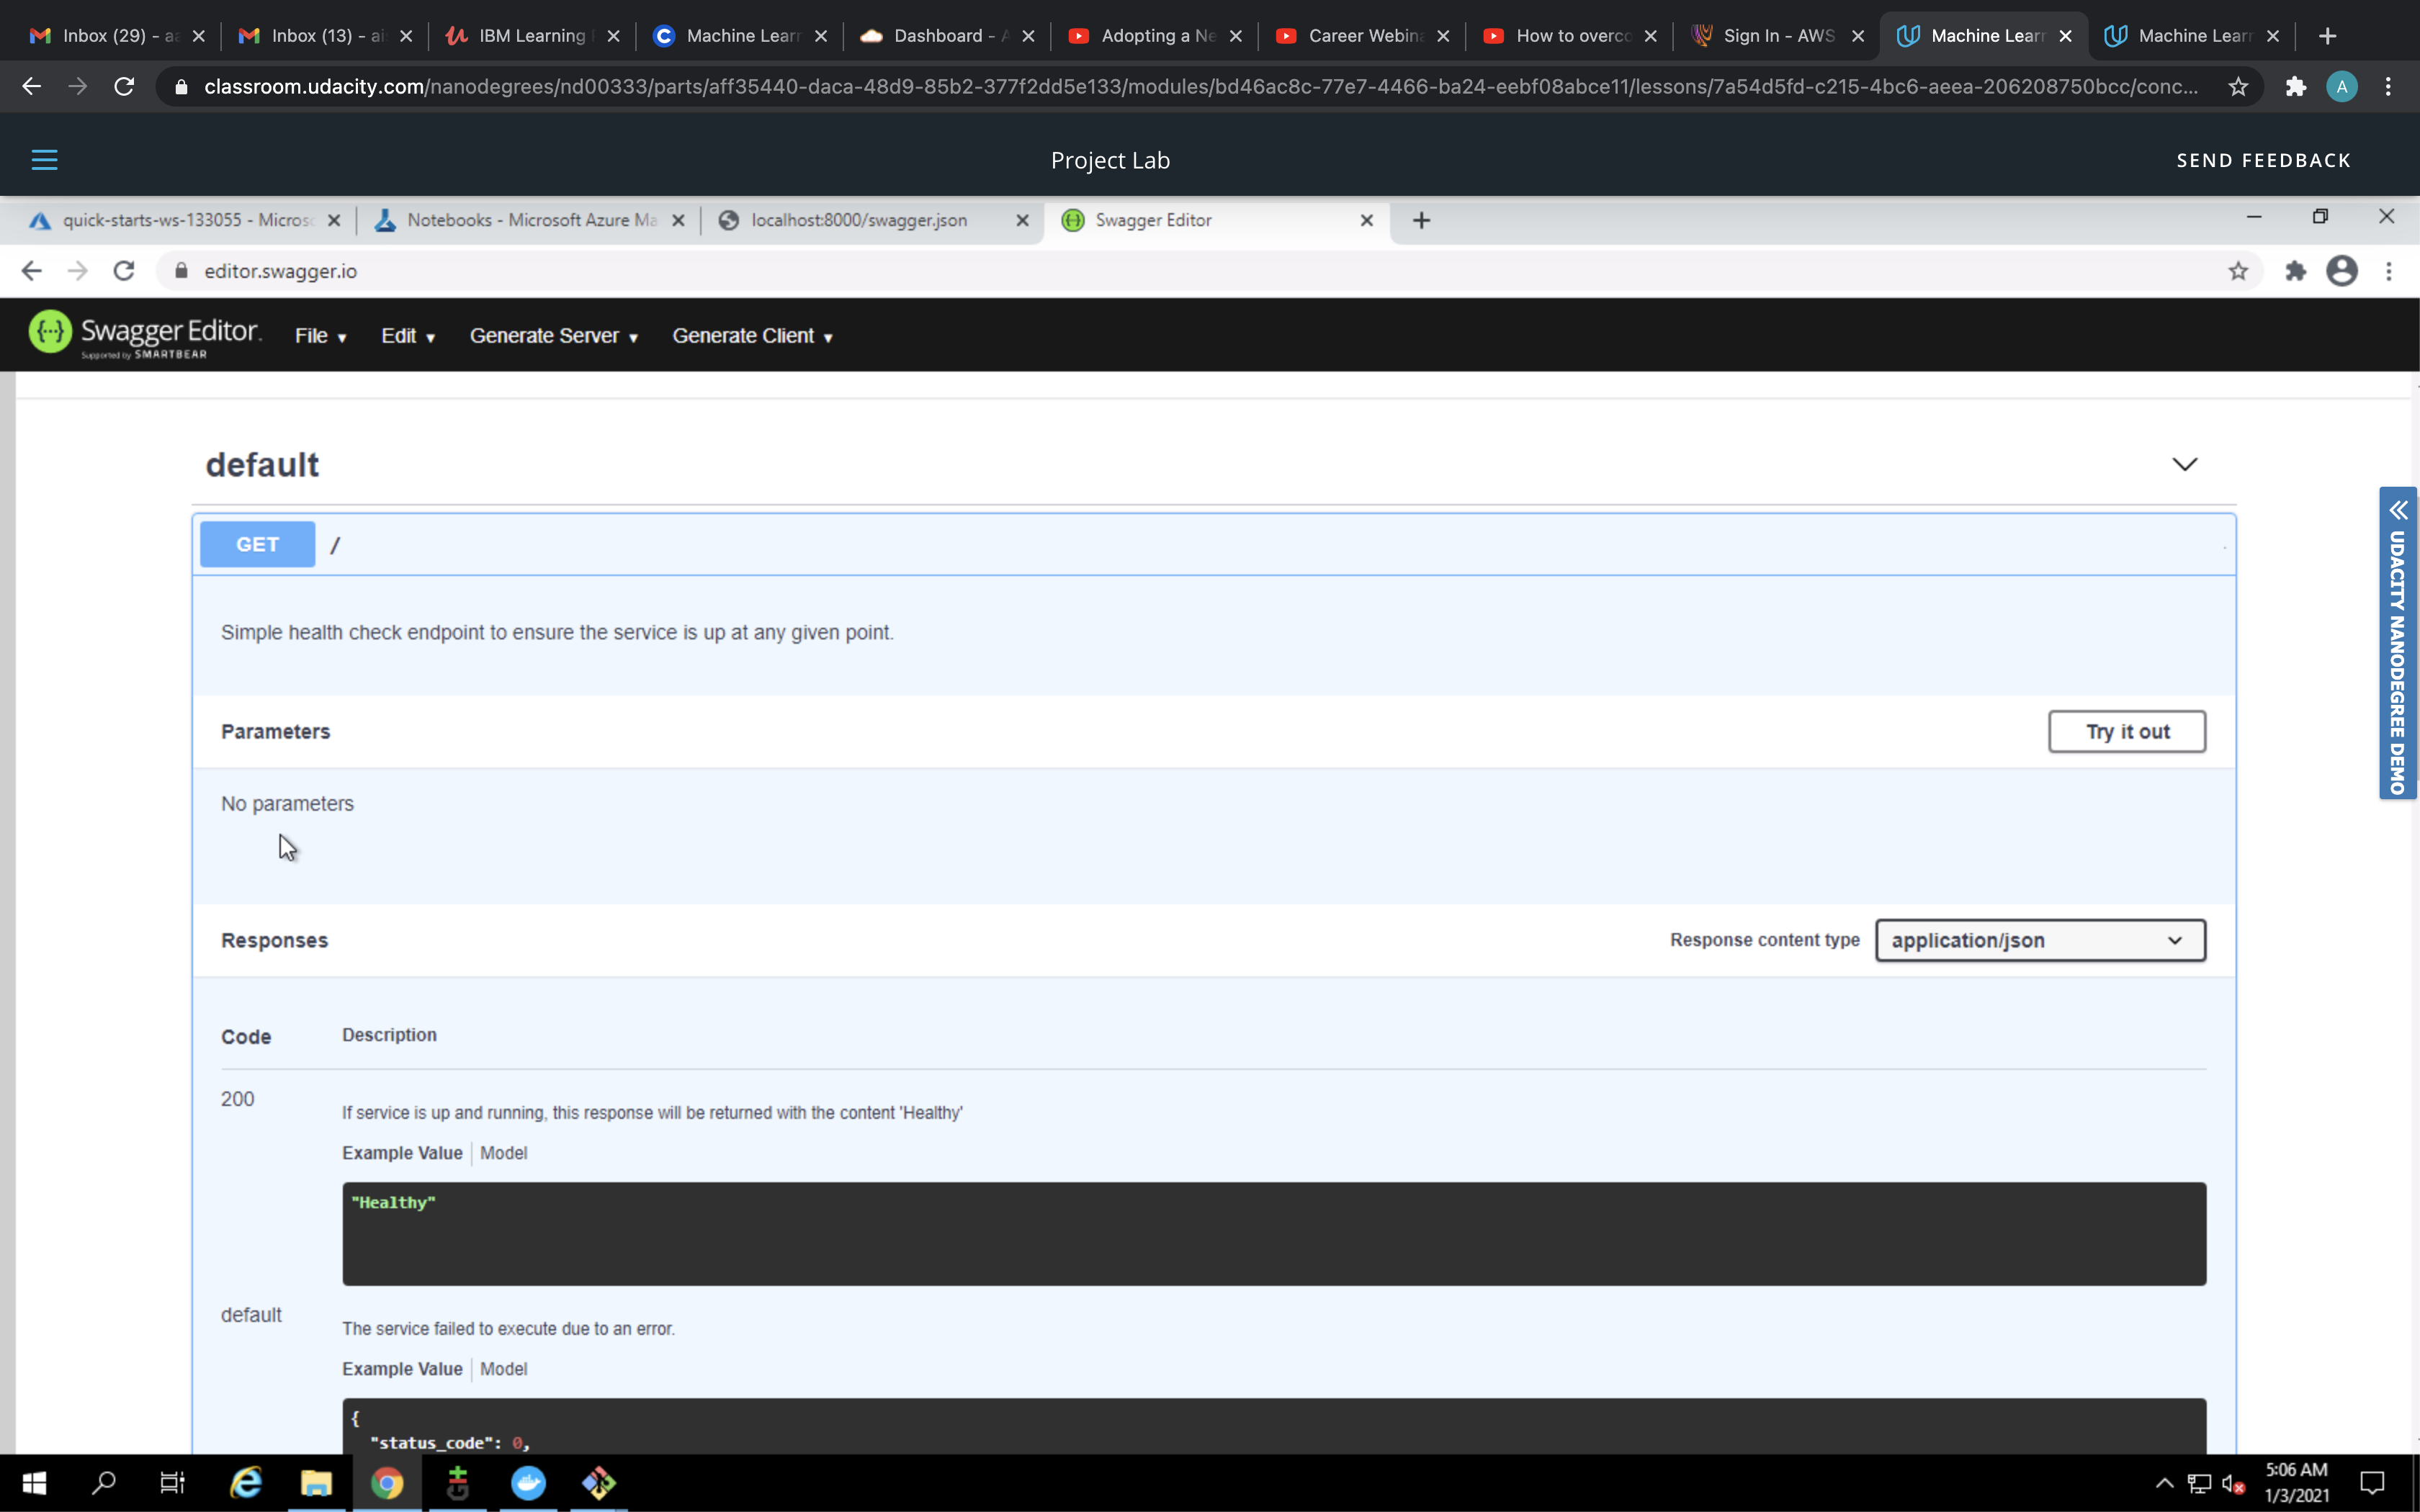 Inbox (29) - aa
Inbox (13) - ai
IBM Learning
Machine Lear
Dashboard - A
Adopting a Ne
Career Webina
How to overco
Sign In - AWS
Machine Lear
Machine Lear
classroom.udacity.com/nanodegrees/nd00333/parts/aff35440-daca-48d9-85b2-377f2dd5e133/modules/bd46ac8c-77e7-4466-ba24-eebf08abce11/lessons/7a54d5fd-c215-4bc6-aeea-206208750bcc/conc...
A
Project Lab
SEND FEEDBACK
quick-starts-ws-133055 - Micros
Notebooks - Microsoft Azure Ma
localhost:8000/swagger.json
Swagger Editor
editor.swagger.io
Swagger Editor.
Supported by SMARTBEAR
File
Edit
Generate Server
Generate Client
default
GET /
Simple health check endpoint to ensure the service is up at any given point.
Parameters
Try it out
No parameters
Responses
Response content type
application/json
Code
Description
200
If service is up and running, this response will be returned with the content 'Healthy'
Example Value
Model
"Healthy"
default
The service failed to execute due to an error.
Example Value
Model
{
"status_code": 0,
UDACITY NANODEGREE DEMO
5:06 AM
1/3/2021